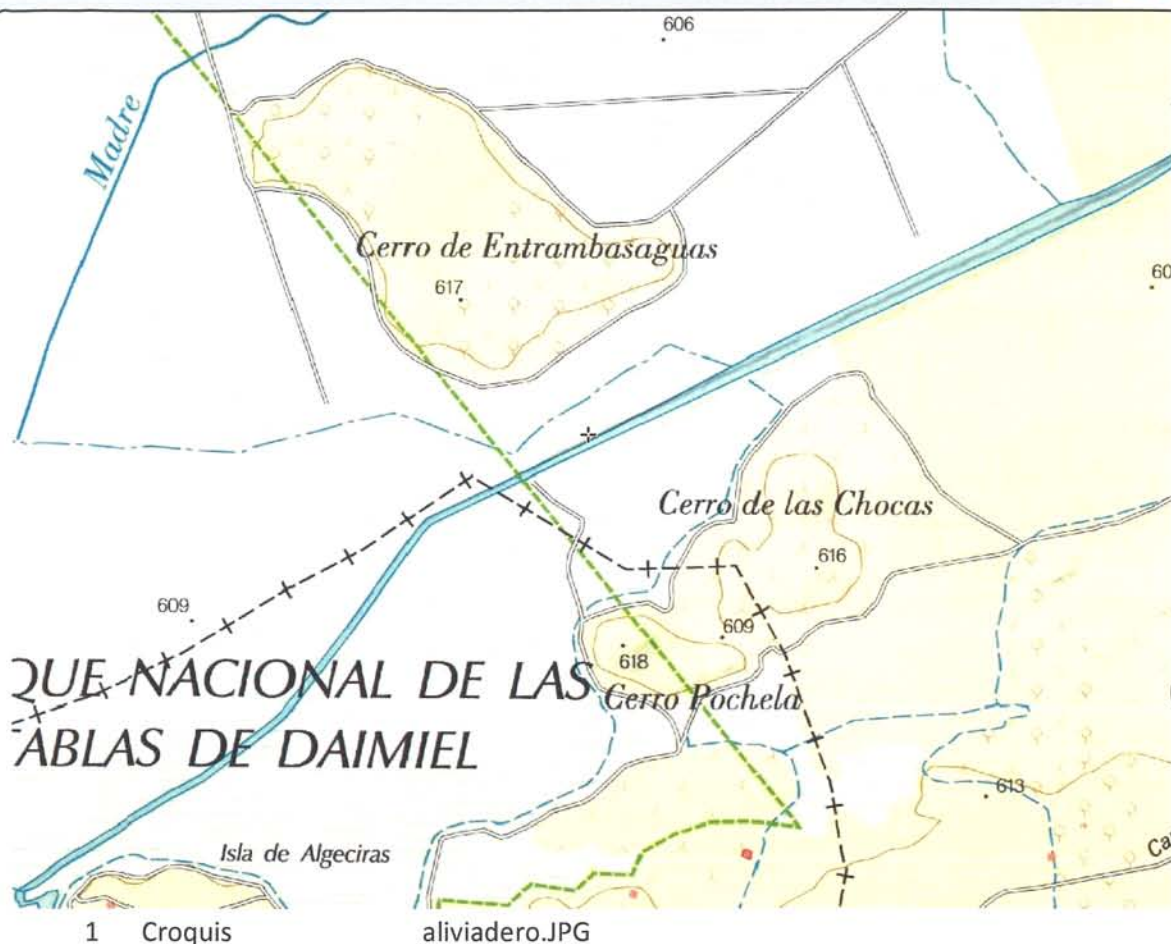 606
Madre
Cerro de Entrambasaguas
617
60
Cerro de las Chocas
616
609
609
618
QUE NACIONAL DE LAS
Cerro Pochela
TABLAS DE DAIMIEL
613
Isla de Algeciras
Ca
1 Croquis aliviadero.JPG